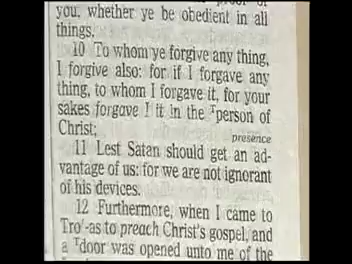 you, whether ye be obedient in all
things.
10 To whom ye forgive any thing,
I forgive also: for if I forgave any
thing, to whom I forgave it, for your
sakes forgave I it in the ᵀperson of
Christ;
presence
11 Lest Satan should get an ad-
vantage of us: for we are not ignorant
of his devices.
12 Furthermore, when I came to
Tro′-as to preach Christ's gospel, and
a ᵀdoor was opened unto me of the